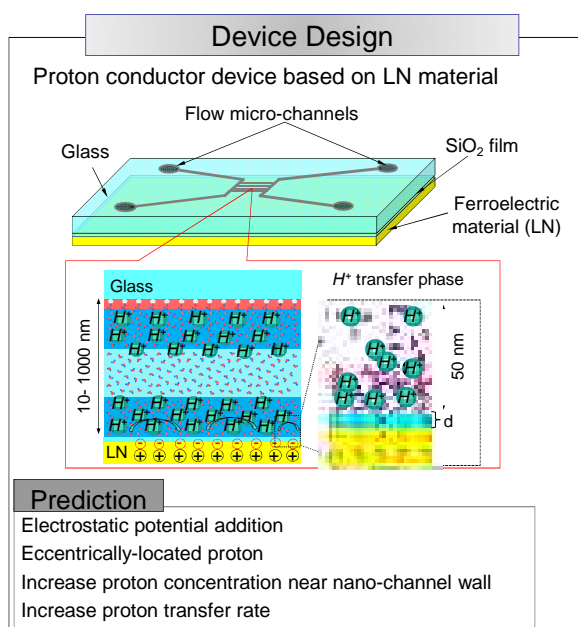 Device Design
Proton conductor device based on LN material
Flow micro-channels
Glass
SiO₂ film
Ferroelectric
material (LN)
Glass
H⁺ transfer phase
10-1000 nm
H⁺ H⁺ H⁺ H⁺
H⁺ H⁺ H⁺ H⁺
H⁺ H⁺ H⁺ H⁺
H⁺ H⁺ H⁺ H⁺
H⁺ H⁺ H⁺ H⁺
H⁺ H⁺ H⁺ H⁺
LN
H⁺ H⁺
H⁺
H⁺ H⁺
H⁺ H⁺
H⁺ H⁺ H⁺
50 nm
d
Prediction
Electrostatic potential addition
Eccentrically-located proton
Increase proton concentration near nano-channel wall
Increase proton transfer rate